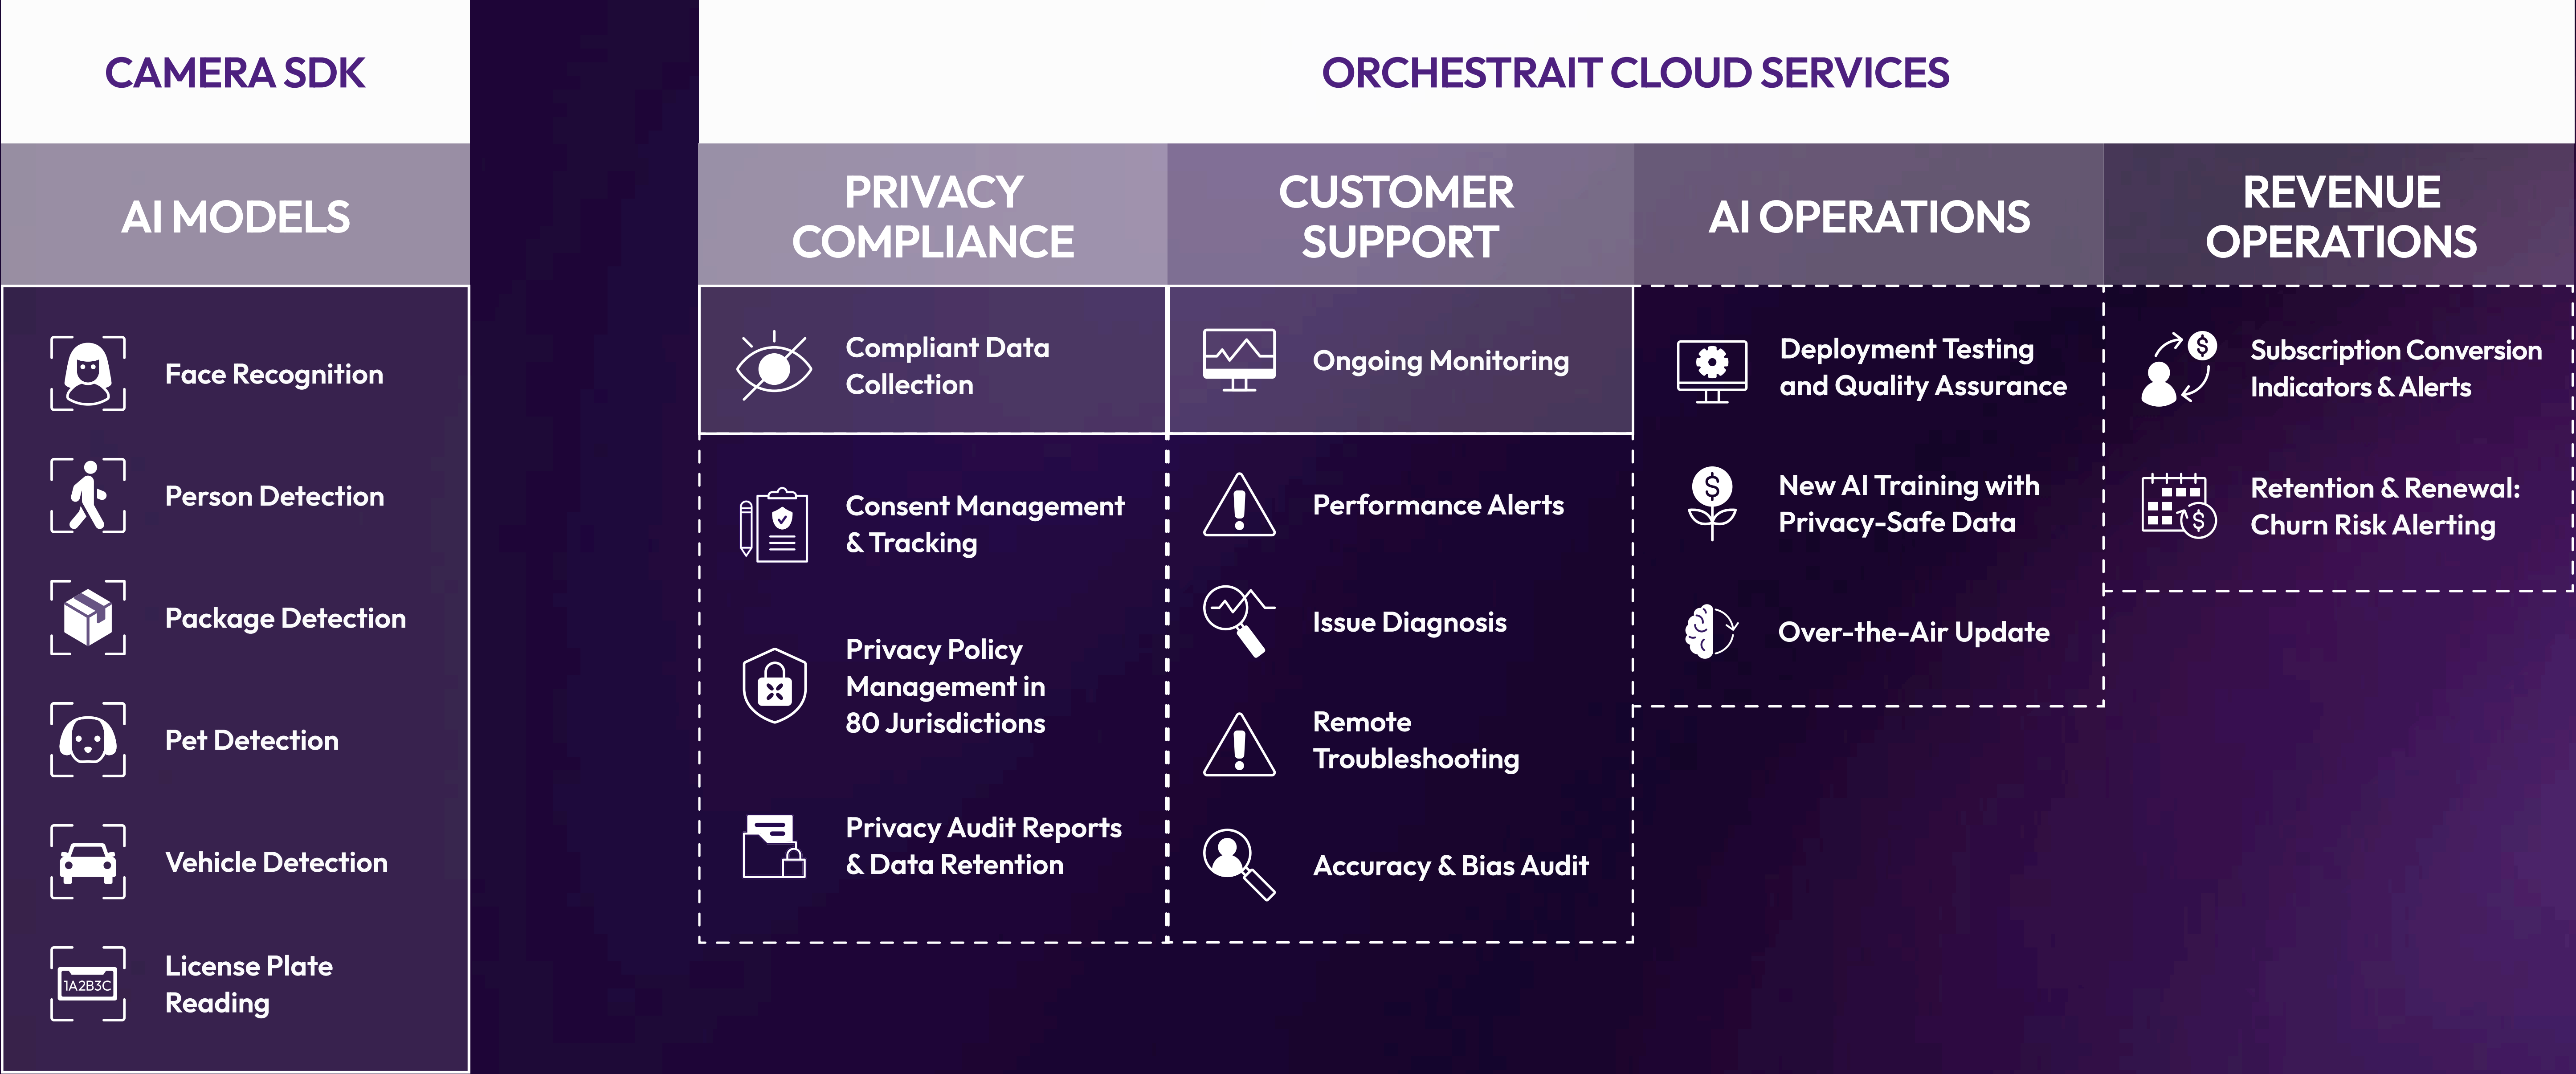 CAMERA SDK
ORCHESTRAIT CLOUD SERVICES
AI MODELS
Face Recognition
Person Detection
Package Detection
Pet Detection
Vehicle Detection
1A2B3C
License Plate
Reading
PRIVACY
COMPLIANCE
Compliant Data
Collection
Consent Management
& Tracking
Privacy Policy
Management in
80 Jurisdictions
Privacy Audit Reports
& Data Retention
CUSTOMER
SUPPORT
Ongoing Monitoring
Performance Alerts
Issue Diagnosis
Remote
Troubleshooting
Accuracy & Bias Audit
AI OPERATIONS
Deployment Testing
and Quality Assurance
$
New AI Training with
Privacy-Safe Data
Over-the-Air Update
REVENUE
OPERATIONS
$
Subscription Conversion
Indicators & Alerts
$
Retention & Renewal:
Churn Risk Alerting